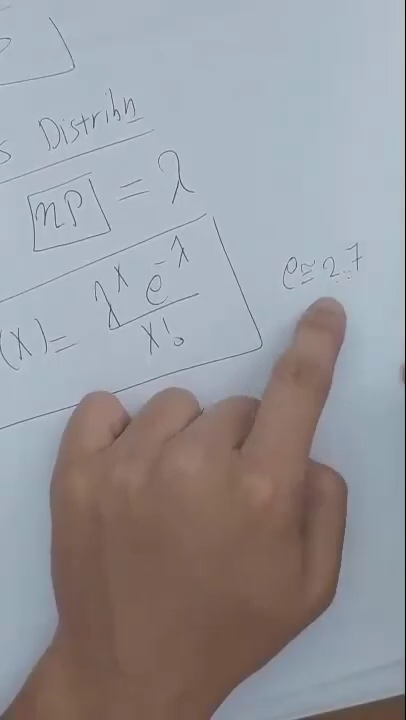 s Distribn
nP = λ
(x) = λ^x e^-λ / x!
e ≅ 2.7